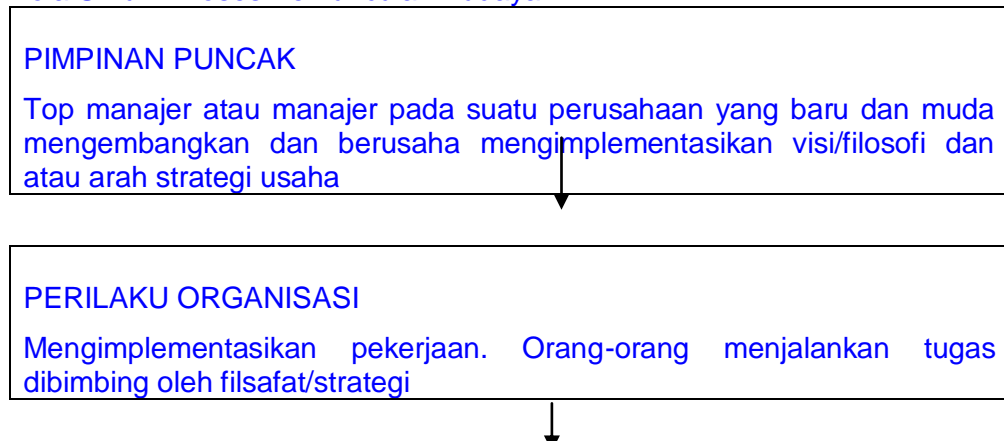 PIMPINAN PUNCAK
Top manajer atau manajer pada suatu perusahaan yang baru dan muda
mengembangkan dan berusaha mengimplementasikan visi/filosofi dan
atau arah strategi usaha
PERILAKU ORGANISASI
Mengimplementasikan pekerjaan. Orang-orang menjalankan tugas
dibimbing oleh filsafat/strategi